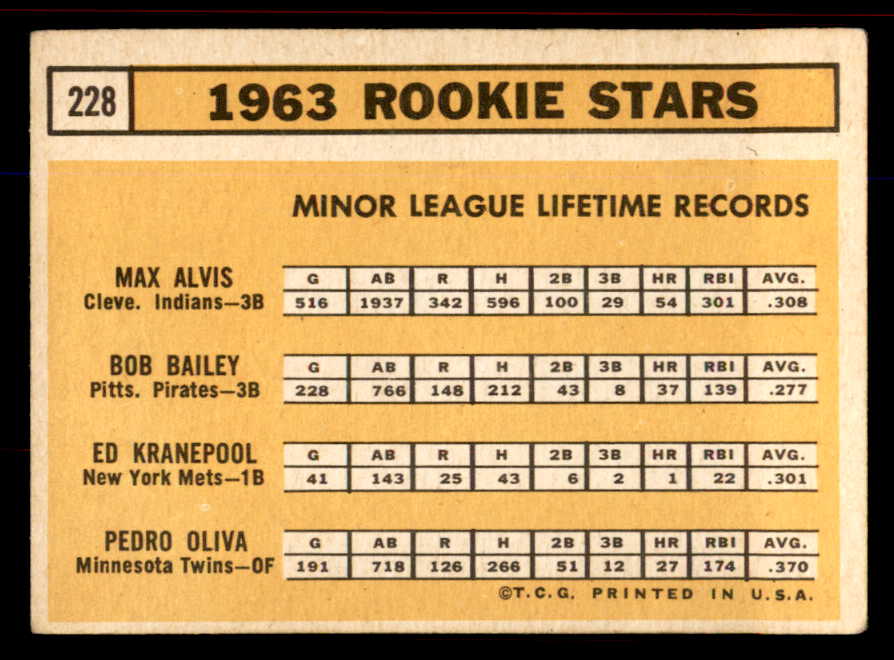 228 1963 ROOKIE STARS
MINOR LEAGUE LIFETIME RECORDS
MAX ALVIS G AB R H 2B 3B HR RBI AVG.
Cleve. Indians—3B 516 1937 342 596 100 29 54 301 .308
BOB BAILEY G AB R H 2B 3B HR RBI AVG.
Pitts. Pirates—3B 228 766 148 212 43 8 37 139 .277
ED KRANEPOOL G AB R H 2B 3B HR RBI AVG.
New York Mets—1B 41 143 25 43 6 2 1 22 .301
PEDRO OLIVA G AB R H 2B 3B HR RBI AVG.
Minnesota Twins—OF 191 718 126 266 51 12 27 174 .370
©T.C.G. PRINTED IN U.S.A.